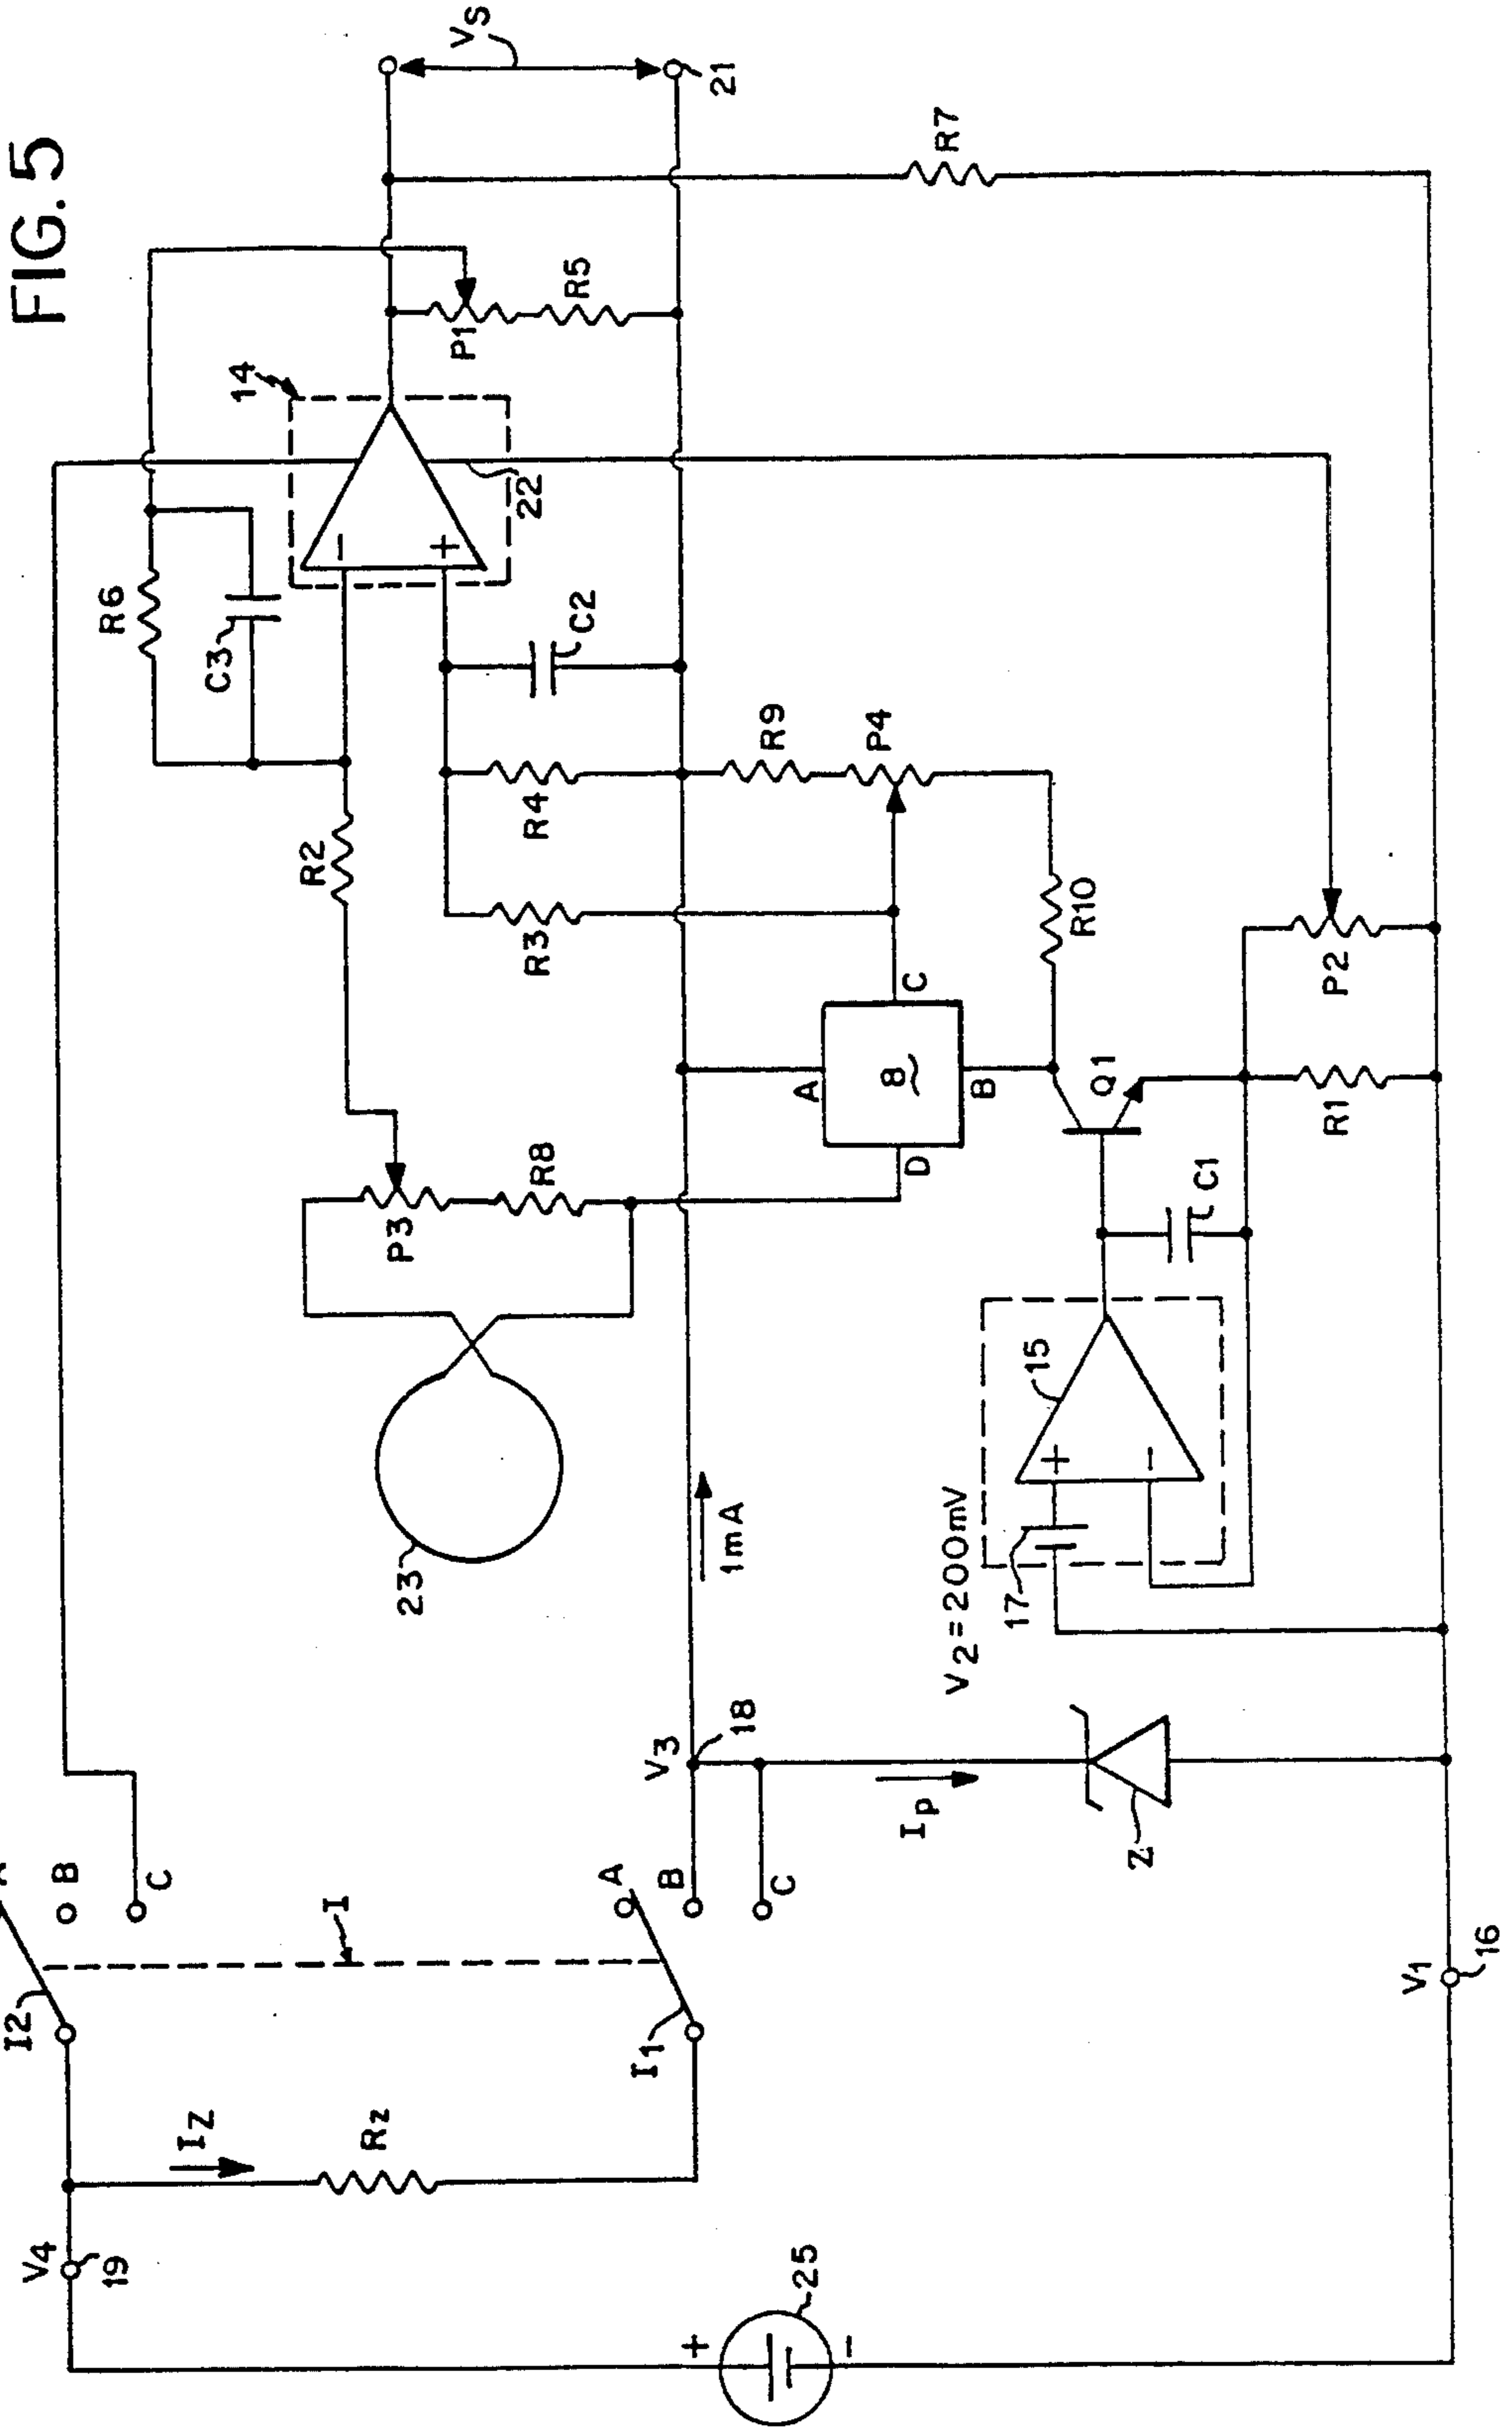 FIG. 5
VS
21
R7
14
P1
R5
22
R6
C3
−
+
C2
R2
R4
R3
R9
P4
R10
P2
P3
R8
A
8
C
D
B
Q1
R1
C1
23
1mA
15
+
−
V2=200mV
17
V3
18
IP
Z
B
C
I
A
B
C
I2
I1
V1
16
IZ
RZ
V4
19
25
+
−